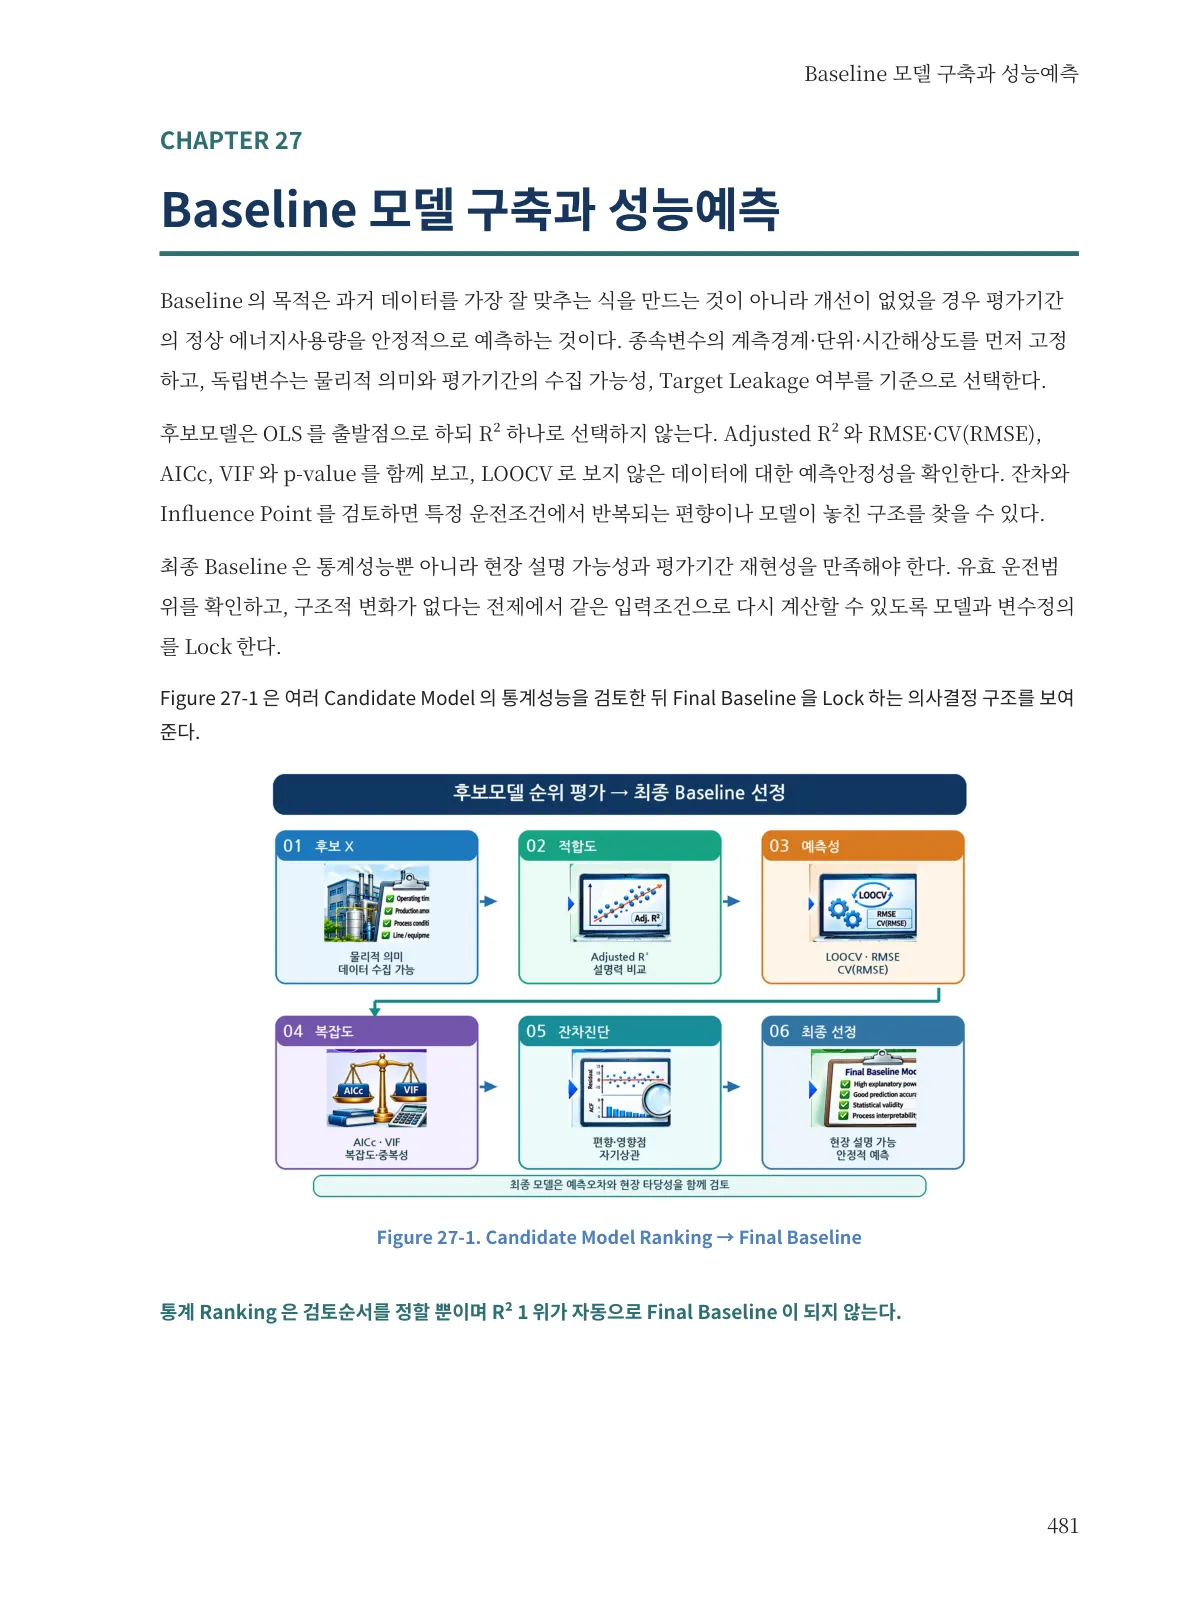 Baseline 모델 구축과 성능예측
CHAPTER 27
Baseline 모델 구축과 성능예측
Baseline 의 목적은 과거 데이터를 가장 잘 맞추는 식을 만드는 것이 아니라 개선이 없었을 경우 평가기간
의 정상 에너지사용량을 안정적으로 예측하는 것이다. 종속변수의 계측경계·단위·시간해상도를 먼저 고정
하고, 독립변수는 물리적 의미와 평가기간의 수집 가능성, Target Leakage 여부를 기준으로 선택한다.
후보모델은 OLS 를 출발점으로 하되 R² 하나로 선택하지 않는다. Adjusted R² 와 RMSE·CV(RMSE),
AICc, VIF 와 p-value 를 함께 보고, LOOCV 로 보지 않은 데이터에 대한 예측안정성을 확인한다. 잔차와
Influence Point 를 검토하면 특정 운전조건에서 반복되는 편향이나 모델이 놓친 구조를 찾을 수 있다.
최종 Baseline 은 통계성능뿐 아니라 현장 설명 가능성과 평가기간 재현성을 만족해야 한다. 유효 운전범
위를 확인하고, 구조적 변화가 없다는 전제에서 같은 입력조건으로 다시 계산할 수 있도록 모델과 변수정의
를 Lock 한다.
Figure 27-1 은 여러 Candidate Model 의 통계성능을 검토한 뒤 Final Baseline 을 Lock 하는 의사결정 구조를 보여
준다.
후보모델 순위 평가 → 최종 Baseline 선정
01 후보 X
Operating tim
Production amo
Process conditi
Line / equipme
물리적 의미
데이터 수집 가능
02 적합도
Adj. R²
Adjusted R²
설명력 비교
03 예측성
LOOCV
RMSE
CV(RMSE)
LOOCV · RMSE
CV(RMSE)
04 복잡도
AICc VIF
AICc · VIF
복잡도·중복성
05 잔차진단
Residual
ACF
편향·영향점
자기상관
06 최종 선정
Final Baseline Moc
High explanatory powe
Good prediction accura
Statistical validity
Process interpretabilit
현장 설명 가능
안정적 예측
최종 모델은 예측오차와 현장 타당성을 함께 검토
Figure 27-1. Candidate Model Ranking → Final Baseline
통계 Ranking 은 검토순서를 정할 뿐이며 R² 1 위가 자동으로 Final Baseline 이 되지 않는다.
481